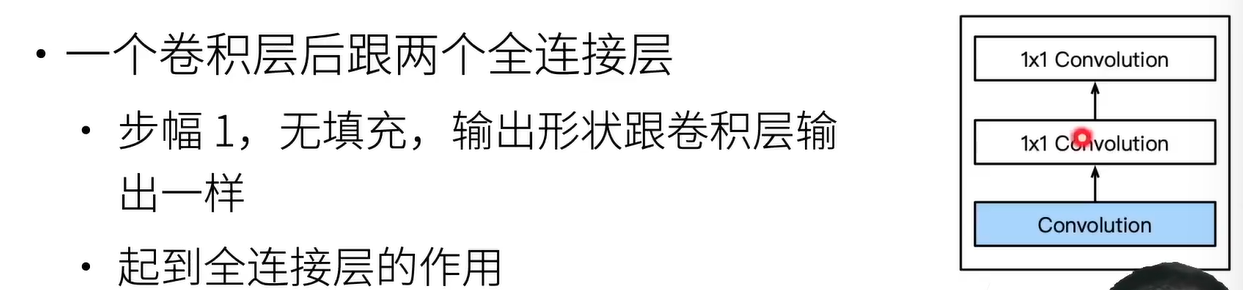 • 一个卷积层后跟两个全连接层
• 步幅 1，无填充，输出形状跟卷积层输
出一样
• 起到全连接层的作用
1x1 Convolution
1x1 Convolution
Convolution